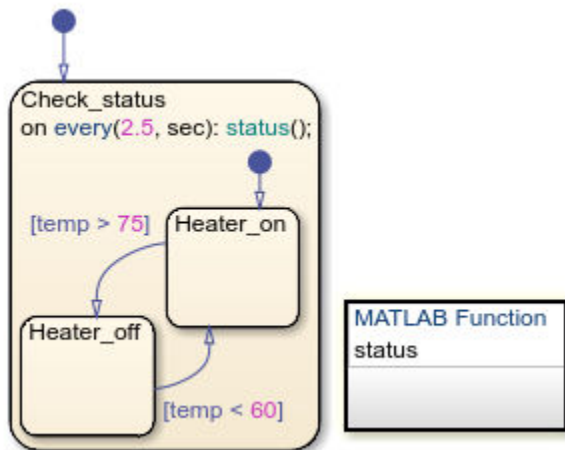 Check_status
on every(2.5, sec): status();
[temp > 75]
Heater_on
Heater_off
[temp < 60]
MATLAB Function
status